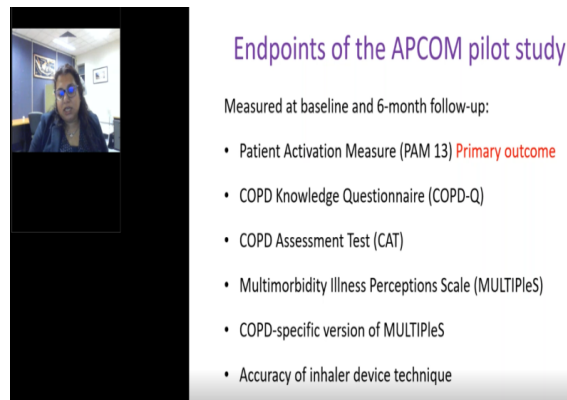 Endpoints of the APCOM pilot study
Measured at baseline and 6-month follow-up:
• Patient Activation Measure (PAM 13) Primary outcome
• COPD Knowledge Questionnaire (COPD-Q)
• COPD Assessment Test (CAT)
• Multimorbidity Illness Perceptions Scale (MULTIPleS)
• COPD-specific version of MULTIPleS
• Accuracy of inhaler device technique